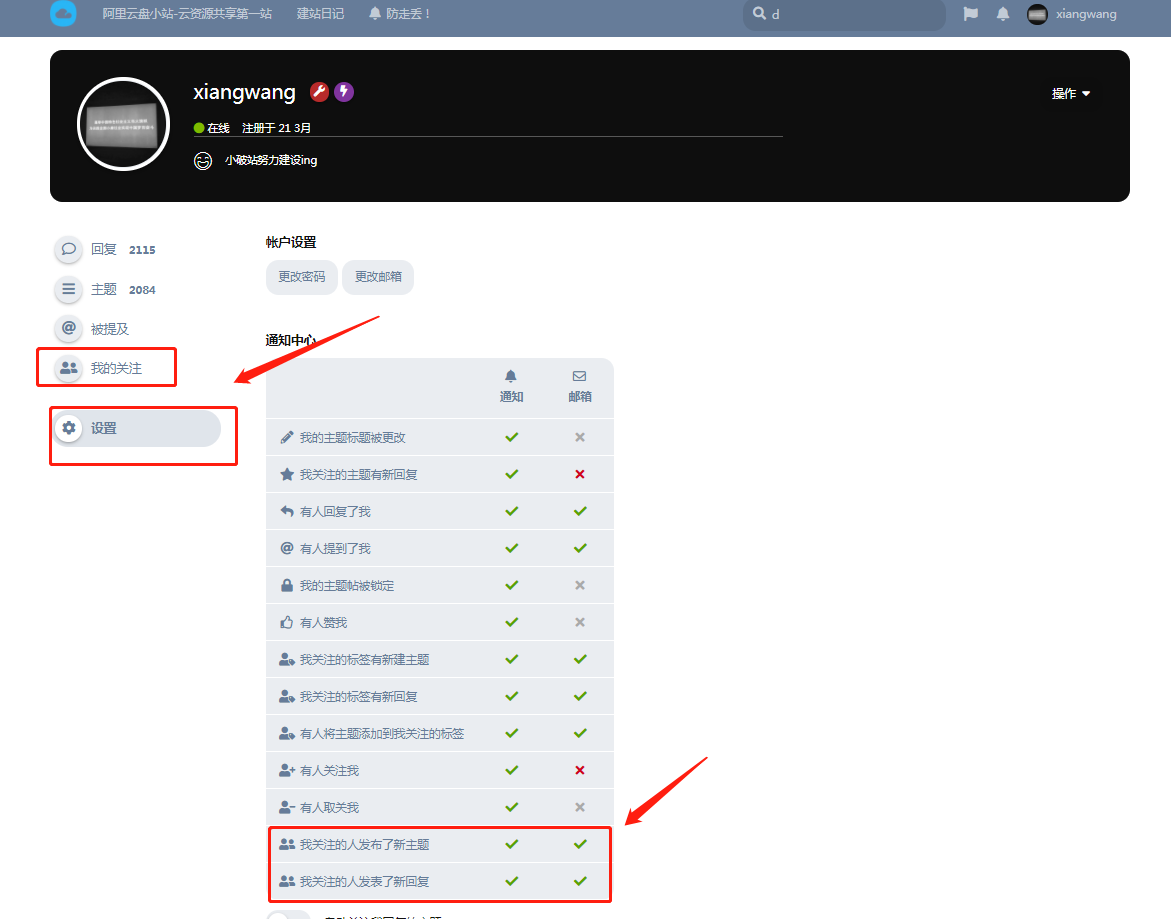 阿里云盘小站-云资源共享第一站 建站日记 防走丢！ d xiangwang
xiangwang
操作
在线 注册于 21 3月
小破站努力建设ing
回复 2115
主题 2084
被提及
我的关注
设置
帐户设置
更改密码 更改邮箱
通知中心
通知 邮箱
我的主题标题被更改
我关注的主题有新回复
有人回复了我
有人提到了我
我的主题帖被锁定
有人赞我
我关注的标签有新建主题
我关注的标签有新回复
有人将主题添加到我关注的标签
有人关注我
有人取关我
我关注的人发布了新主题
我关注的人发表了新回复